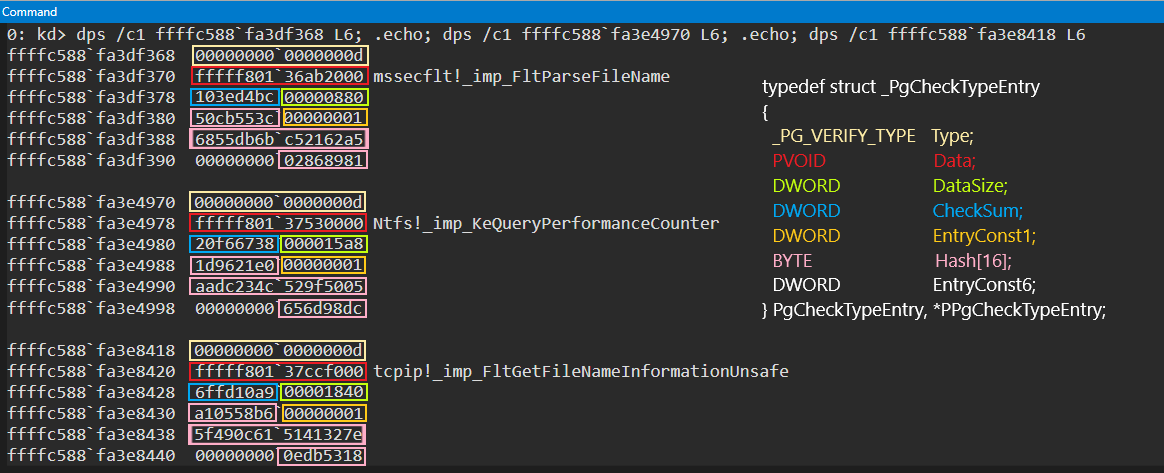 Command
0: kd> dps /c1 ffffc588`fa3df368 L6; .echo; dps /c1 ffffc588`fa3e4970 L6; .echo; dps /c1 ffffc588`fa3e8418 L6
ffffc588`fa3df368 00000000`0000000d
ffffc588`fa3df370 fffff801`36ab2000 mssecflt!_imp_FltParseFileName
ffffc588`fa3df378 103ed4bc`00000880
ffffc588`fa3df380 50cb553c`00000001
ffffc588`fa3df388 6855db6b`c52162a5
ffffc588`fa3df390 00000000`02868981
ffffc588`fa3e4970 00000000`0000000d
ffffc588`fa3e4978 fffff801`37530000 Ntfs!_imp_KeQueryPerformanceCounter
ffffc588`fa3e4980 20f66738`000015a8
ffffc588`fa3e4988 1d9621e0`00000001
ffffc588`fa3e4990 aadc234c`529f5005
ffffc588`fa3e4998 00000000`656d98dc
ffffc588`fa3e8418 00000000`0000000d
ffffc588`fa3e8420 fffff801`37ccf000 tcpip!_imp_FltGetFileNameInformationUnsafe
ffffc588`fa3e8428 6ffd10a9`00001840
ffffc588`fa3e8430 a10558b6`00000001
ffffc588`fa3e8438 5f490c61`5141327e
ffffc588`fa3e8440 00000000`0edb5318
typedef struct _PgCheckTypeEntry
{
_PG_VERIFY_TYPE Type;
PVOID Data;
DWORD DataSize;
DWORD CheckSum;
DWORD EntryConst1;
BYTE Hash[16];
DWORD EntryConst6;
} PgCheckTypeEntry, *PPgCheckTypeEntry;